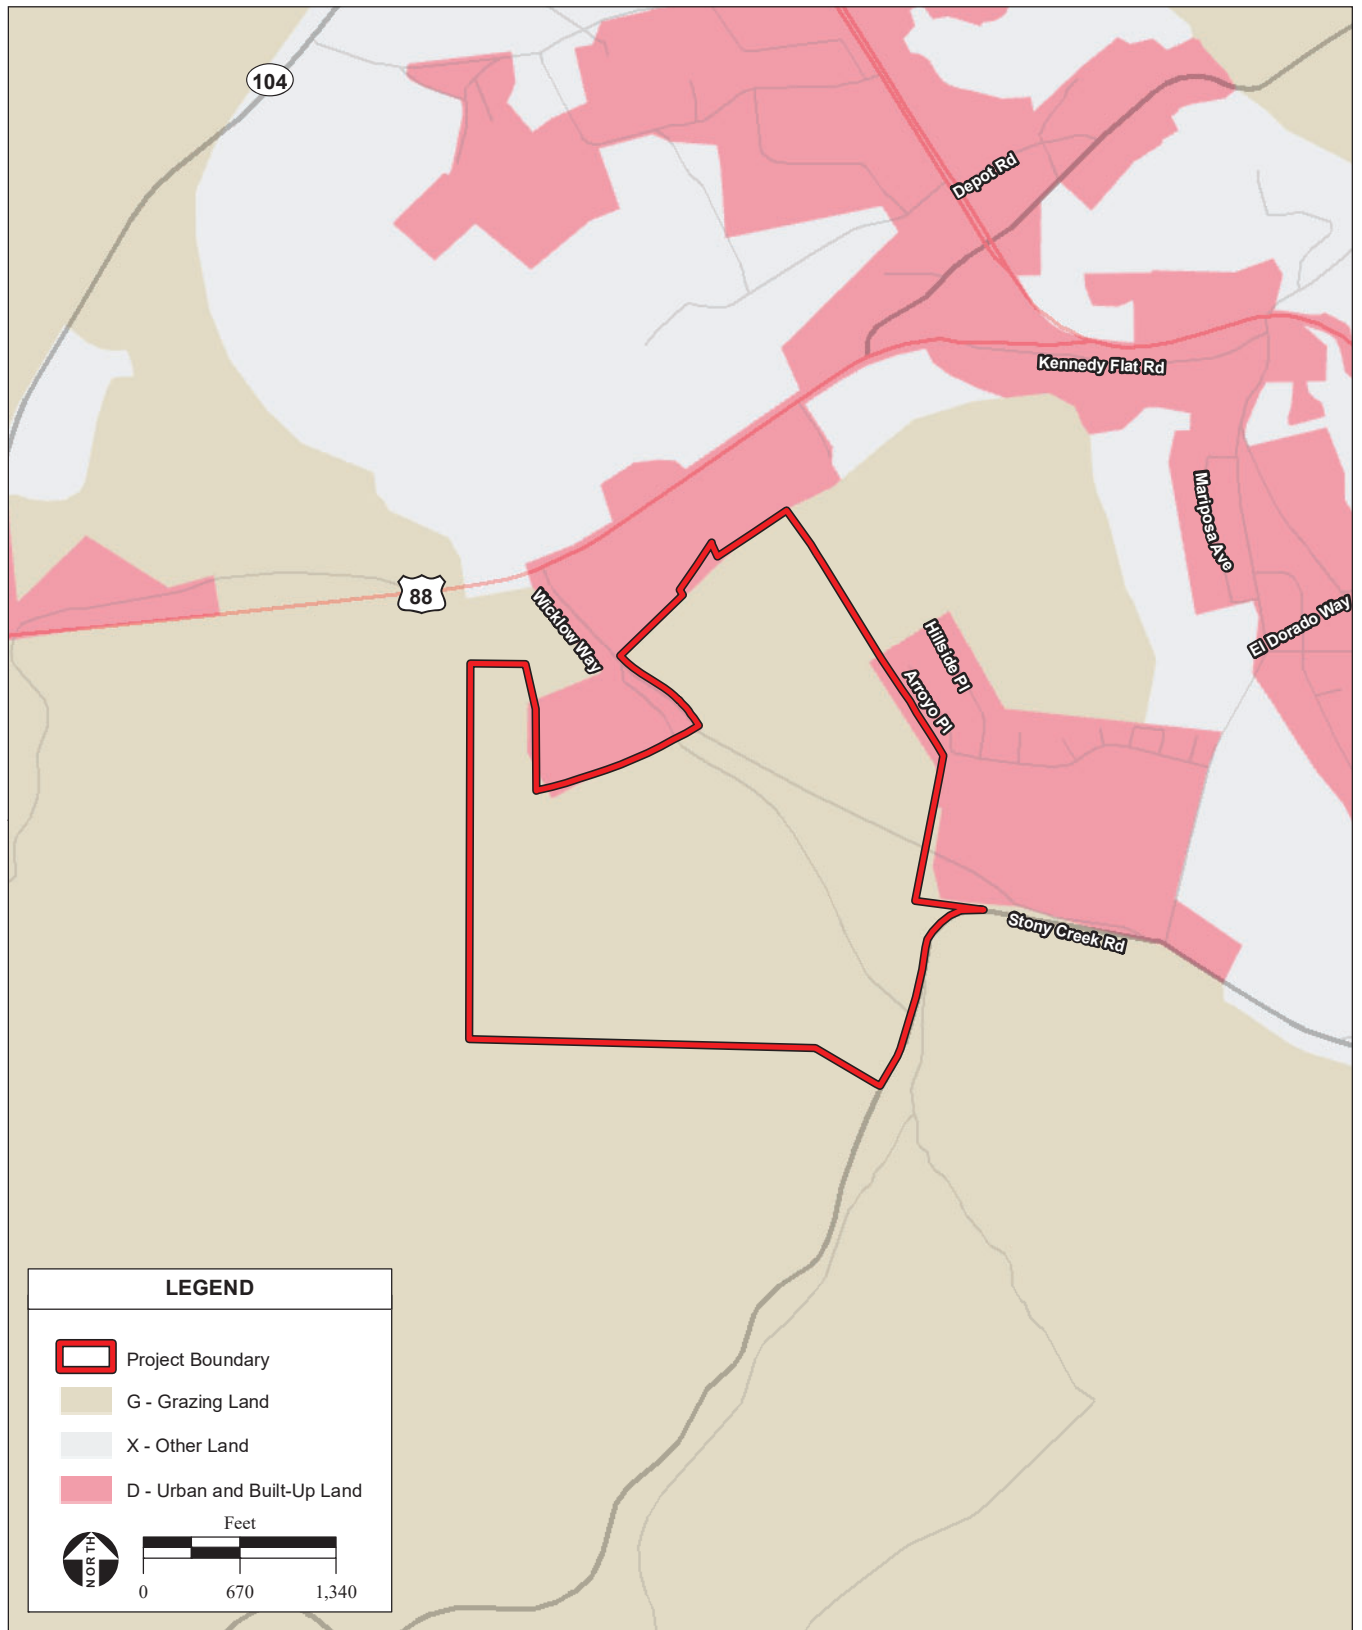 104
Depot Rd
Kennedy Flat Rd
Mariposa Ave
88
Wicklow Way
El Dorado Way
Hillside Pl
Arroyo Pl
Stony Creek Rd
LEGEND
Project Boundary
G - Grazing Land
X - Other Land
D - Urban and Built-Up Land
Feet
NORTH
0 670 1,340